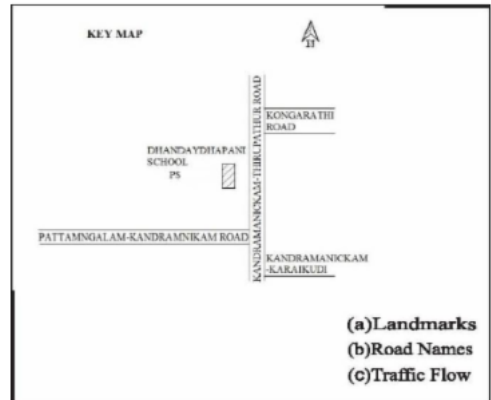 KEY MAP
N
KONGARATHI
ROAD
DHANDAYDHAPANI
SCHOOL
PS
KANDRAMANICKAM-THIRUPATHUR ROAD
PATTAMNGALAM-KANDRAMNIKAM ROAD
KANDRAMANICKAM
-KARAIKUDI
(a)Landmarks
(b)Road Names
(c)Traffic Flow